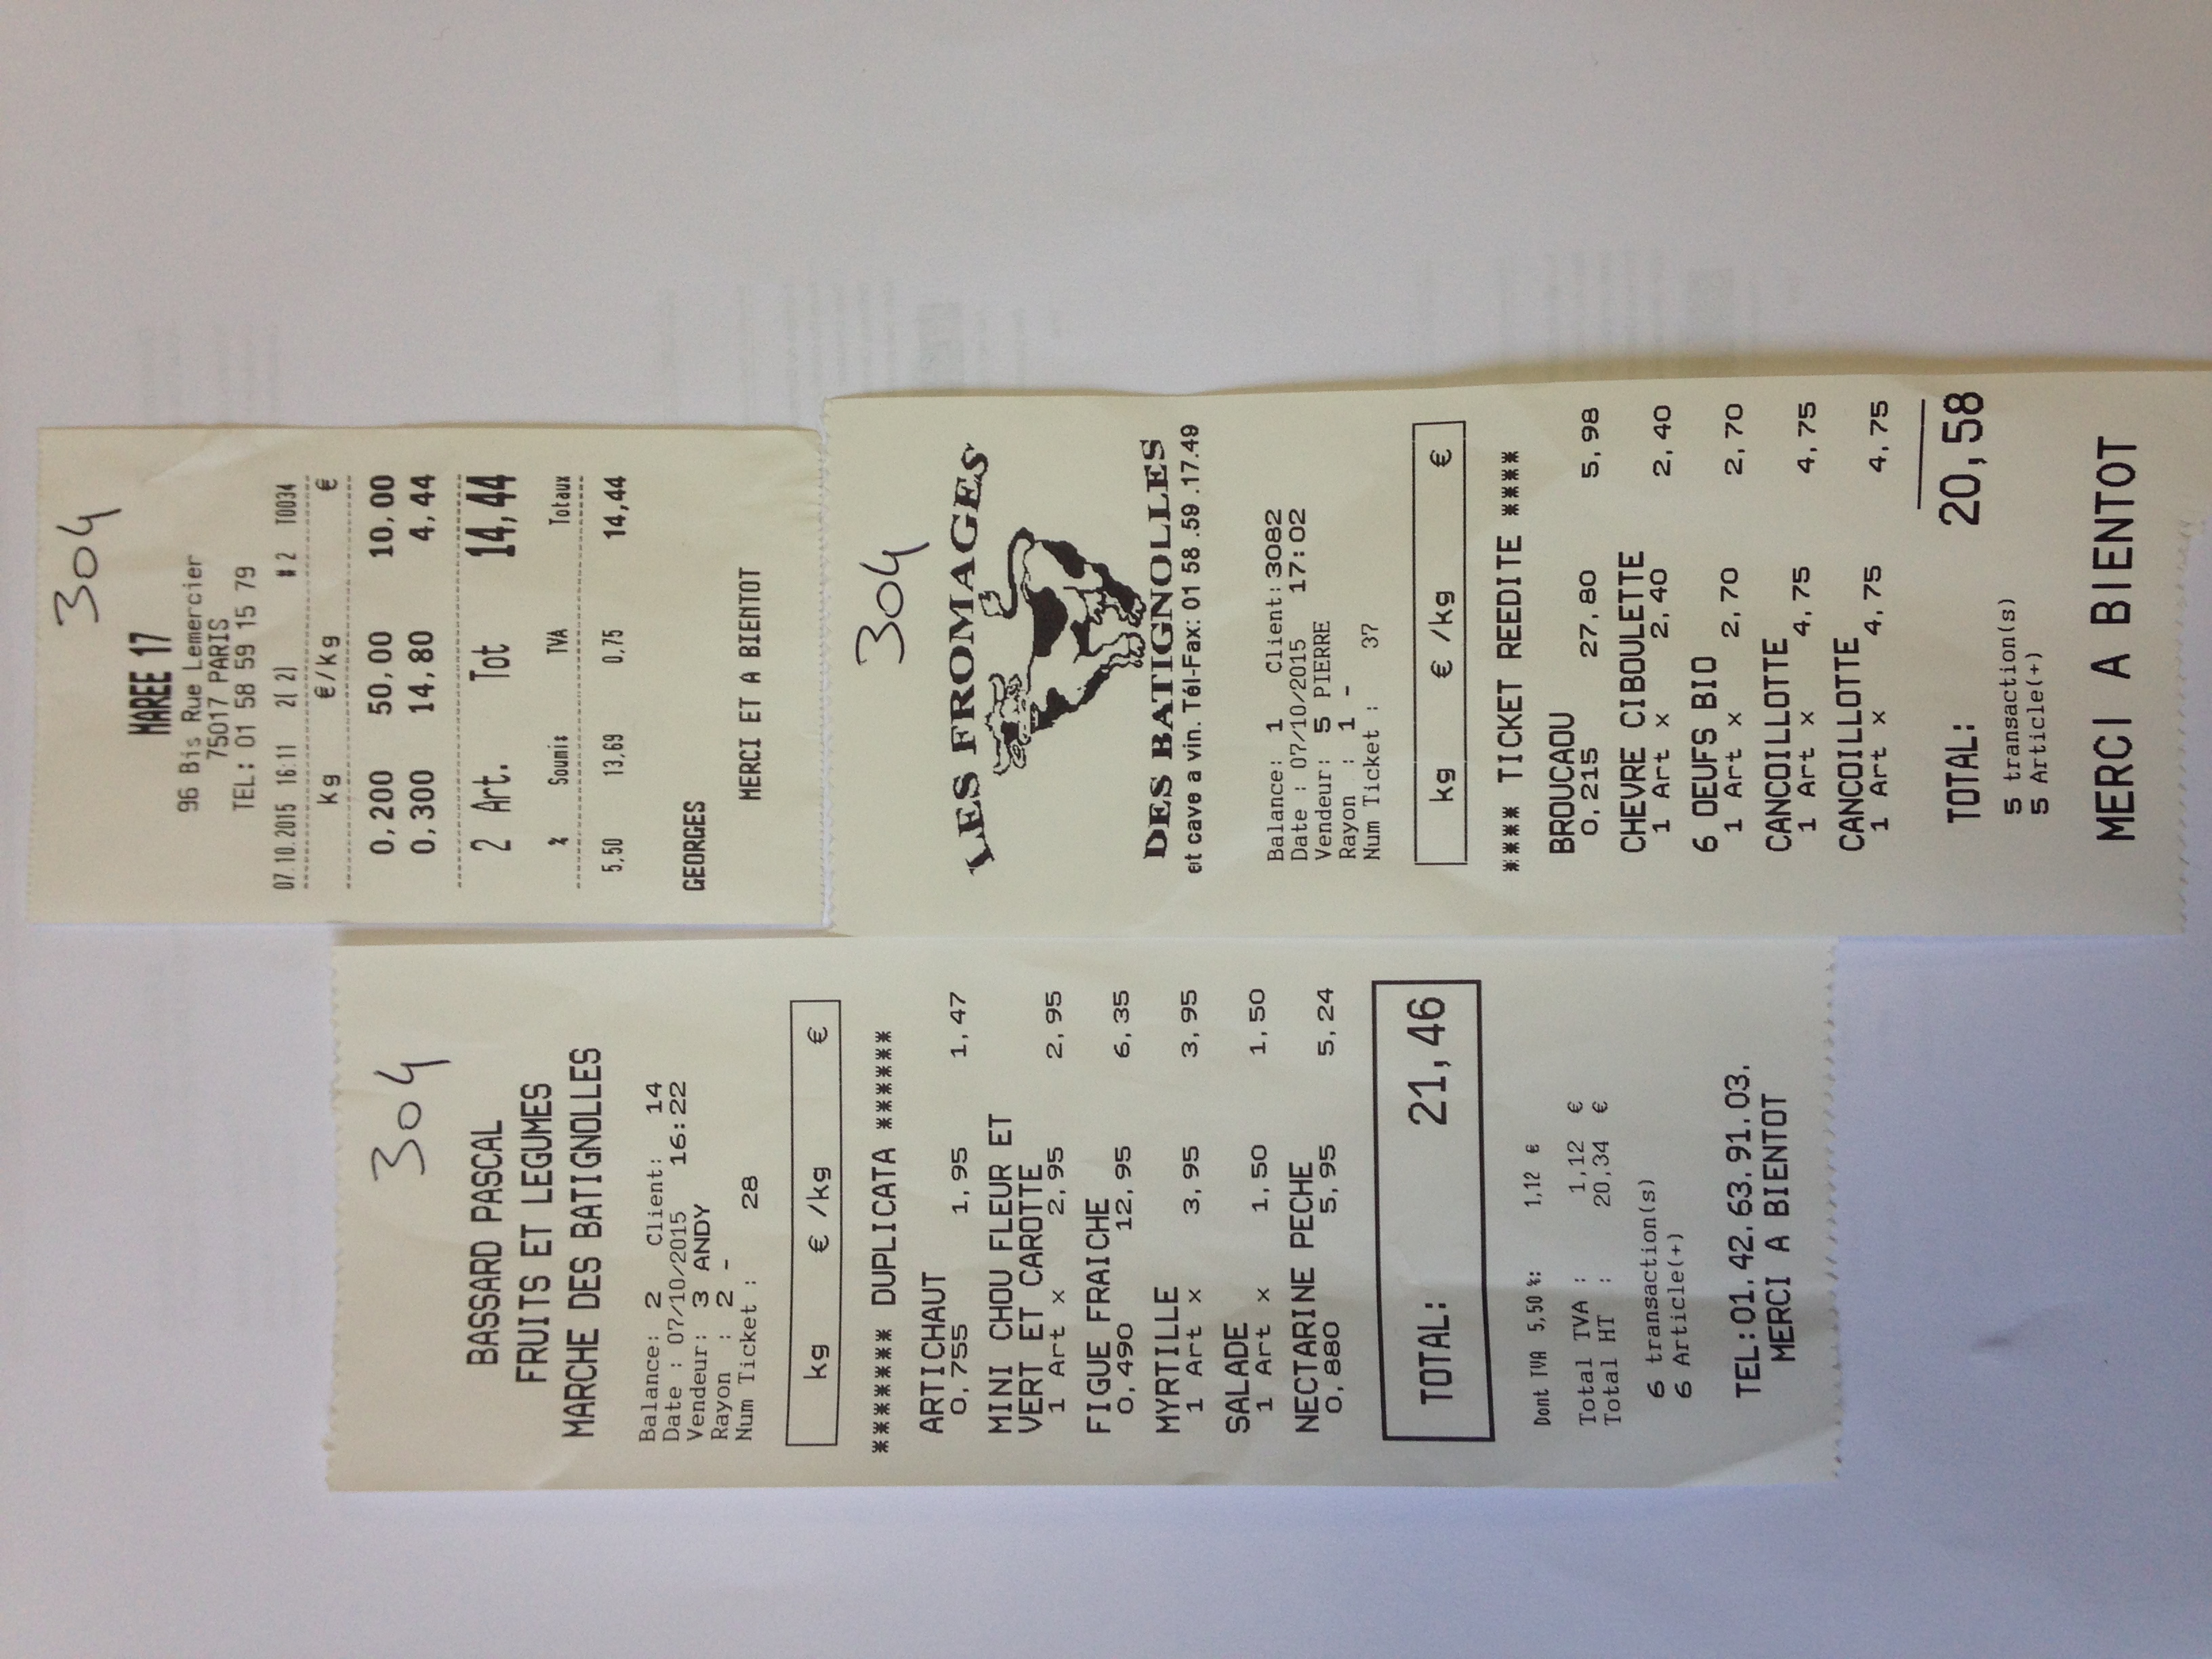 304
BASSARD PASCAL
FRUITS ET LEGUMES
MARCHE DES BATIGNOLLES
Balance: 2 Client: 14
Date : 07/10/2015 16:22
Vendeur: 3 ANDY
Rayon : 2 -
Num Ticket : 28
kg € /kg €
******* DUPLICATA ******
ARTICHAUT
0,755 1,95 1,47
MINI CHOU FLEUR ET
VERT ET CAROTTE
1 Art x 2,95 2,95
FIGUE FRAICHE
0,490 12,95 6,35
MYRTILLE
1 Art x 3,95 3,95
SALADE
1 Art x 1,50 1,50
NECTARINE PECHE
0,880 5,95 5,24
TOTAL: 21,46
Dont TVA 5,50 %: 1,12 €
Total TVA : 1,12 €
Total HT : 20,34 €
6 transaction(s)
6 Article(+)
TEL:01.42.63.91.03.
MERCI A BIENTOT
304
MAREE 17
96 Bis Rue Lemercier
75017 PARIS
TEL: 01 58 59 15 79
07.10.2015 16:11 2( 2) # 2 T0034
kg €/kg €
0,200 50,00 10,00
0,300 14,80 4,44
2 Art. Tot 14,44
% Soumis TVA Totaux
5,50 13,69 0,75 14,44
GEORGES
MERCI ET A BIENTOT
304
LES FROMAGES
DES BATIGNOLLES
et cave a vin. Tél-Fax: 01 58 .59 .17.49
Balance: 1 Client: 3082
Date : 07/10/2015 17:02
Vendeur: 5 PIERRE
Rayon : 1 -
Num Ticket : 37
kg € /kg €
**** TICKET REEDITE ****
BROUCAOU
0,215 27,80 5,98
CHEVRE CIBOULETTE
1 Art x 2,40 2,40
6 OEUFS BIO
1 Art x 2,70 2,70
CANCOILLOTTE
1 Art x 4,75 4,75
CANCOILLOTTE
1 Art x 4,75 4,75
TOTAL: 20,58
5 transaction(s)
5 Article(+)
MERCI A BIENTOT